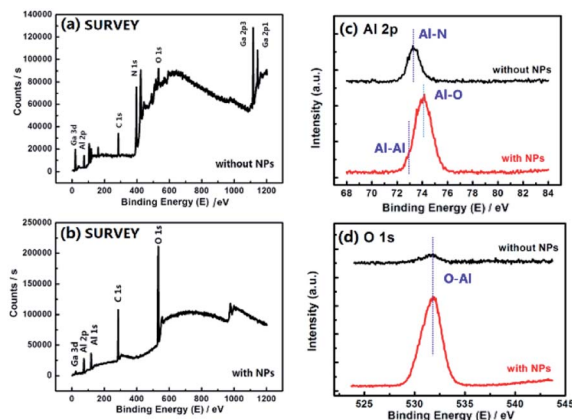 (a) SURVEY
Ga 3d
Al 2p
C 1s
N 1s
O 1s
Ga 2p3
Ga 2p1
without NPs
Counts / s
140000
120000
100000
80000
60000
40000
20000
0
0 200 400 600 800 1000 1200
Binding Energy (E) /eV
(b) SURVEY
Ga 3d
Al 2p
Al 1s
C 1s
O 1s
with NPs
Counts / s
250000
200000
150000
100000
50000
0
0 200 400 600 800 1000 1200
Binding Energy (E) / eV
(c) Al 2p
Al-N
without NPs
Al-O
Al-Al
with NPs
Intensity (a.u.)
68 70 72 74 76 78 80 82 84
Binding Energy (E) / eV
(d) O 1s
without NPs
O-Al
with NPs
Intensity (a.u.)
525 530 535 540 545
Binding Energy (E) / eV